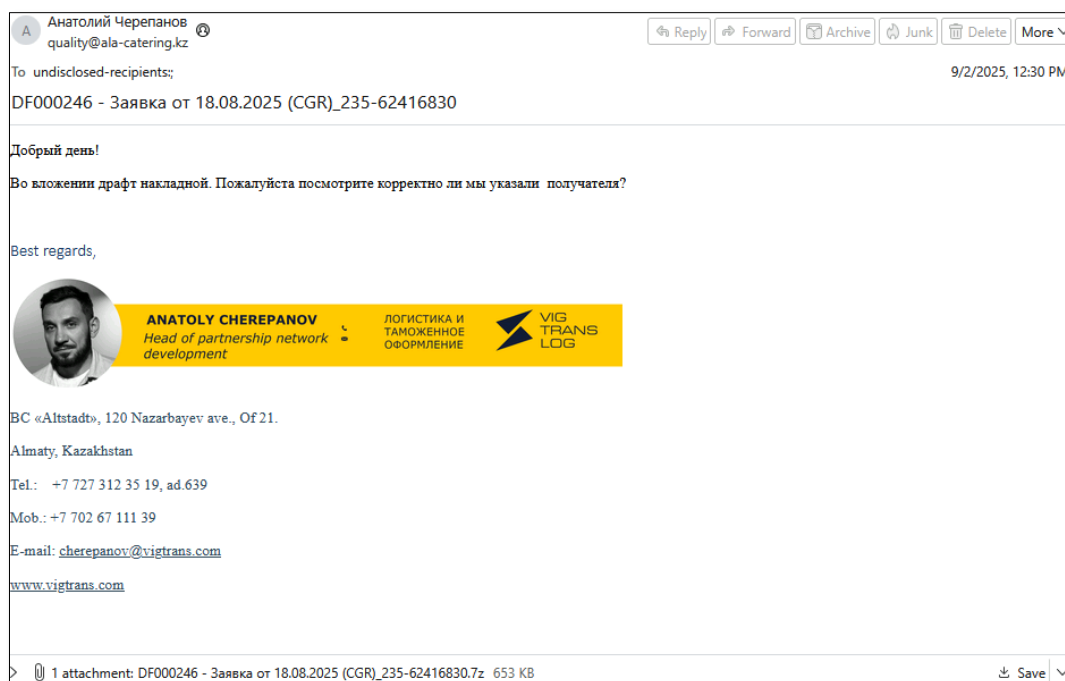 A
Анатолий Черепанов
quality@ala-catering.kz
Reply
Forward
Archive
Junk
Delete
More
To undisclosed-recipients:;
9/2/2025, 12:30 PM
DF000246 - Заявка от 18.08.2025 (CGR)_235-62416830
Добрый день!
Во вложении драфт накладной. Пожалуйста посмотрите корректно ли мы указали получателя?
Best regards,
ANATOLY CHEREPANOV
Head of partnership network
development
ЛОГИСТИКА И
ТАМОЖЕННОЕ
ОФОРМЛЕНИЕ
VIG
TRANS
LOG
BC «Altstadt», 120 Nazarbayev ave., Of 21.
Almaty, Kazakhstan
Tel.: +7 727 312 35 19, ad.639
Mob.: +7 702 67 111 39
E-mail: cherepanov@vigtrans.com
www.vigtrans.com
1 attachment: DF000246 - Заявка от 18.08.2025 (CGR)_235-62416830.7z 653 KB
Save